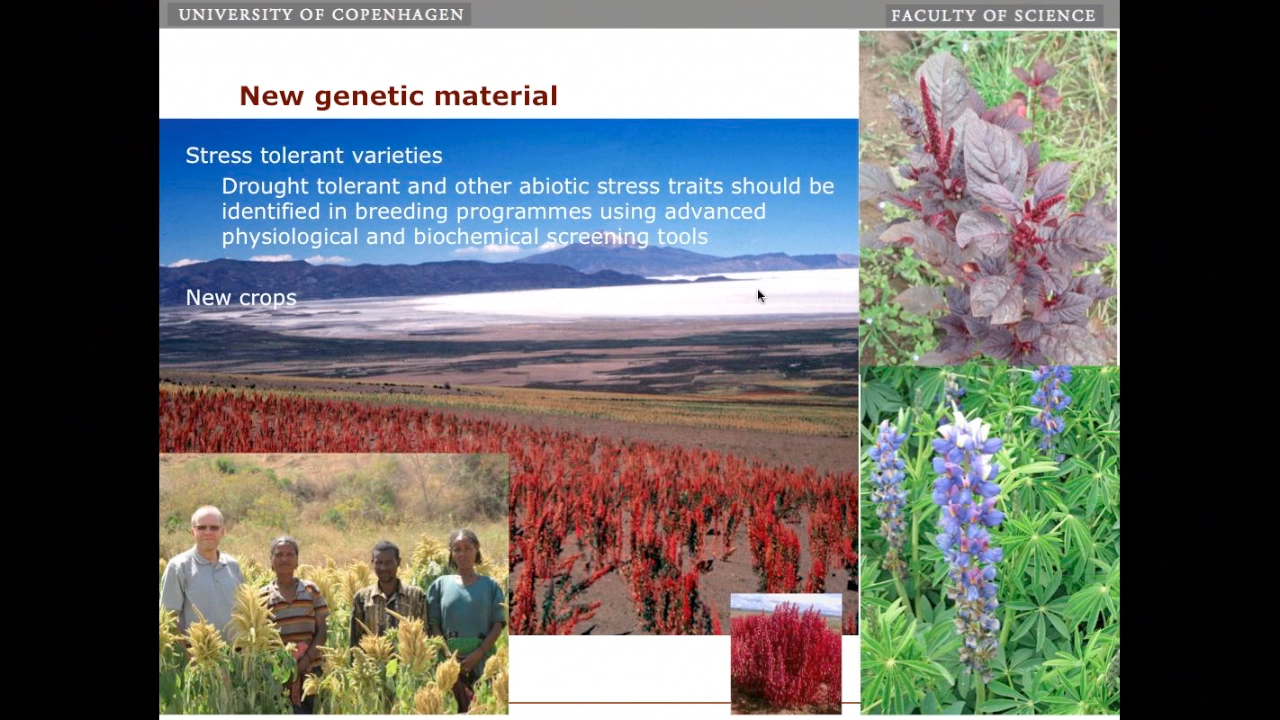 UNIVERSITY OF COPENHAGEN
FACULTY OF SCIENCE
New genetic material
Stress tolerant varieties
Drought tolerant and other abiotic stress traits should be
identified in breeding programmes using advanced
physiological and biochemical screening tools
New crops